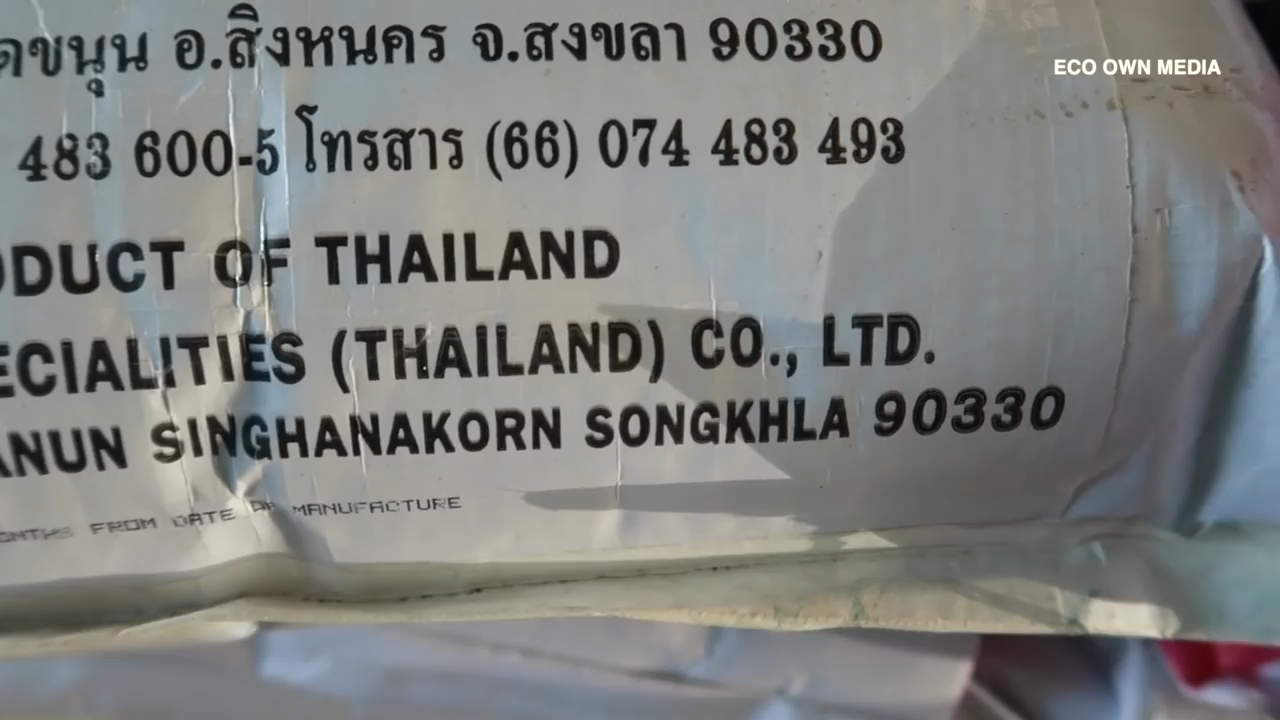 ขนุน อ.สิงหนคร จ.สงขลา 90330
ECO OWN MEDIA
483 600-5 โทรสาร (66) 074 483 493
ODUCT OF THAILAND
ECIALITIES (THAILAND) CO., LTD.
ANUN SINGHANAKORN SONGKHLA 90330
ONTHS FROM DATE OF MANUFACTURE